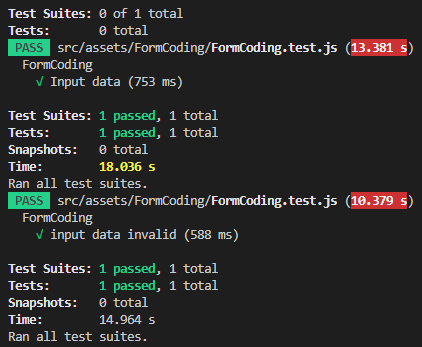 Test Suites: 0 of 1 total
Tests:       0 total
PASS src/assets/FormCoding/FormCoding.test.js (13.381 s)
  FormCoding
    √ Input data (753 ms)

Test Suites: 1 passed, 1 total
Tests:       1 passed, 1 total
Snapshots:   0 total
Time:        18.036 s
Ran all test suites.
PASS src/assets/FormCoding/FormCoding.test.js (10.379 s)
  FormCoding
    √ input data invalid (588 ms)

Test Suites: 1 passed, 1 total
Tests:       1 passed, 1 total
Snapshots:   0 total
Time:        14.964 s
Ran all test suites.